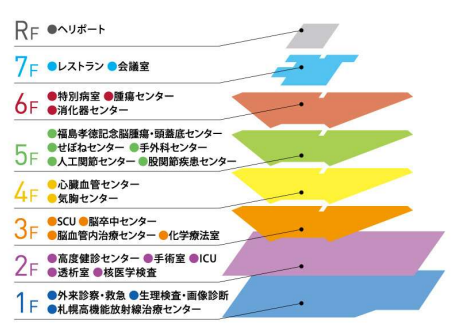 RF ●ヘリポート
7F ●レストラン ●会議室
6F ●特別病室 ●腫瘍センター
●消化器センター
5F ●福島孝徳記念脳腫瘍・頭蓋底センター
●せぼねセンター ●手外科センター
●人工関節センター ●股関節疾患センター
4F ●心臓血管センター
●気胸センター
3F ●SCU ●脳卒中センター
●脳血管内治療センター ●化学療法室
2F ●高度健診センター ●手術室 ●ICU
●透析室 ●核医学検査
1F ●外来診察・救急 ●生理検査・画像診断
●札幌高機能放射線治療センター